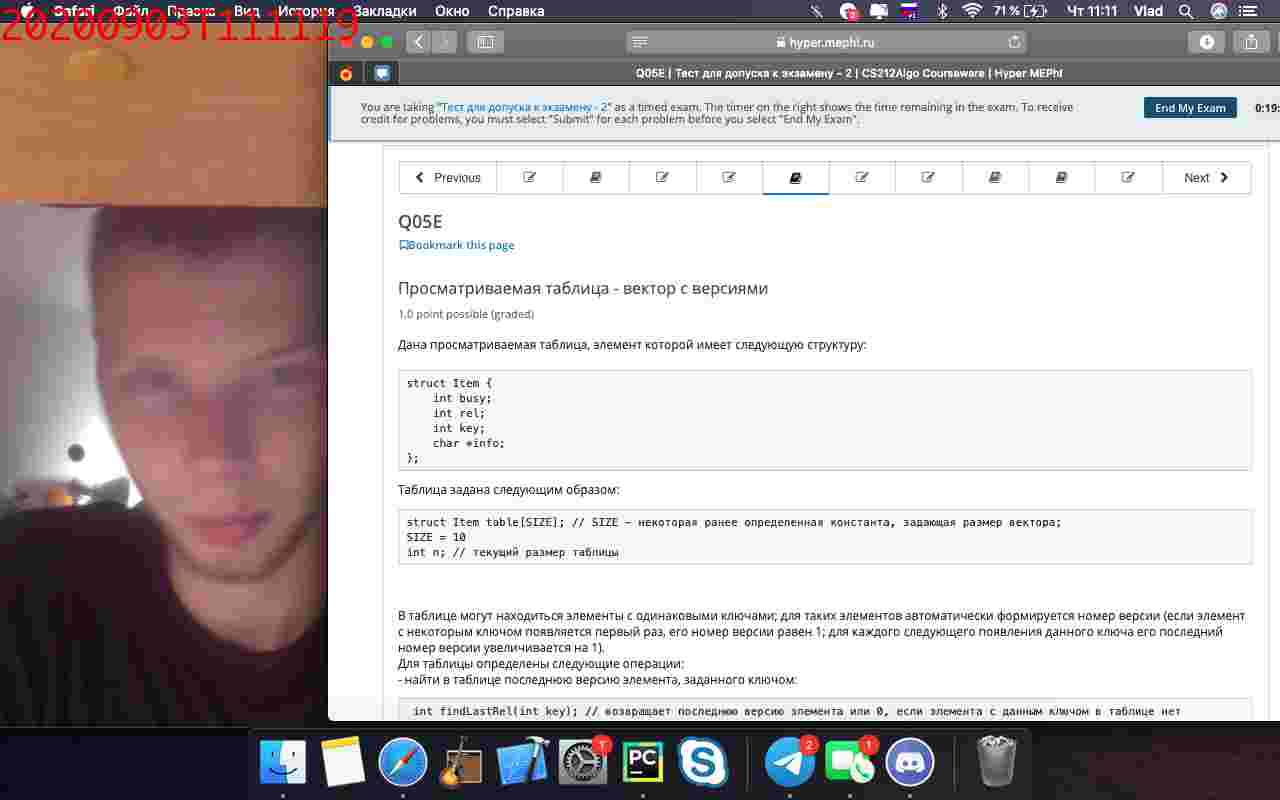 Safari Файл Правка Вид История Закладки Окно Справка 71 % Чт 11:11 Vlad
20200903T111119
hyper.mephi.ru
Q05E | Тест для допуска к экзамену - 2 | CS212Algo Courseware | Hyper MEPhI
You are taking "Тест для допуска к экзамену - 2" as a timed exam. The timer on the right shows the time remaining in the exam. To receive
credit for problems, you must select "Submit" for each problem before you select "End My Exam".
End My Exam
0:19:
Previous
Next
Q05E
Bookmark this page
Просматриваемая таблица - вектор с версиями
1.0 point possible (graded)
Дана просматриваемая таблица, элемент которой имеет следующую структуру:
struct Item {
int busy;
int rel;
int key;
char *info;
};
Таблица задана следующим образом:
struct Item table[SIZE]; // SIZE - некоторая ранее определенная константа, задающая размер вектора;
SIZE = 10
int n; // текущий размер таблицы
В таблице могут находиться элементы с одинаковыми ключами; для таких элементов автоматически формируется номер версии (если элемент
с некоторым ключом появляется первый раз, его номер версии равен 1; для каждого следующего появления данного ключа его последний
номер версии увеличивается на 1).
Для таблицы определены следующие операции:
- найти в таблице последнюю версию элемента, заданного ключом:
int findLastRel(int key); // возвращает последнюю версию элемента или 0, если элемента с данным ключом в таблице нет
1
PC
2
1